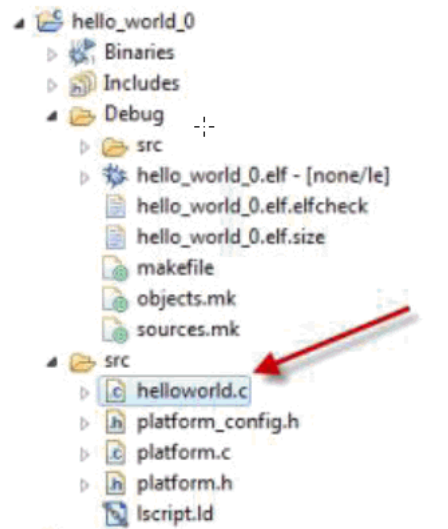 hello_world_0
Binaries
Includes
Debug
src
hello_world_0.elf - [none/le]
hello_world_0.elf.elfcheck
hello_world_0.elf.size
makefile
objects.mk
sources.mk
src
helloworld.c
platform_config.h
platform.c
platform.h
lscript.ld